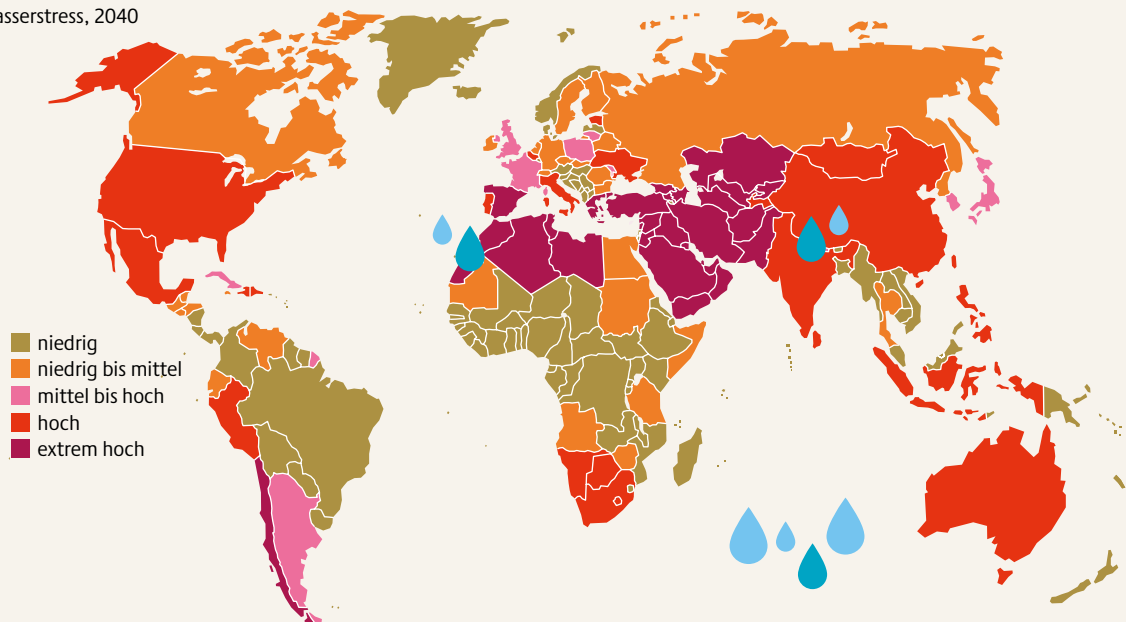 asserstress, 2040
niedrig
niedrig bis mittel
mittel bis hoch
hoch
extrem hoch